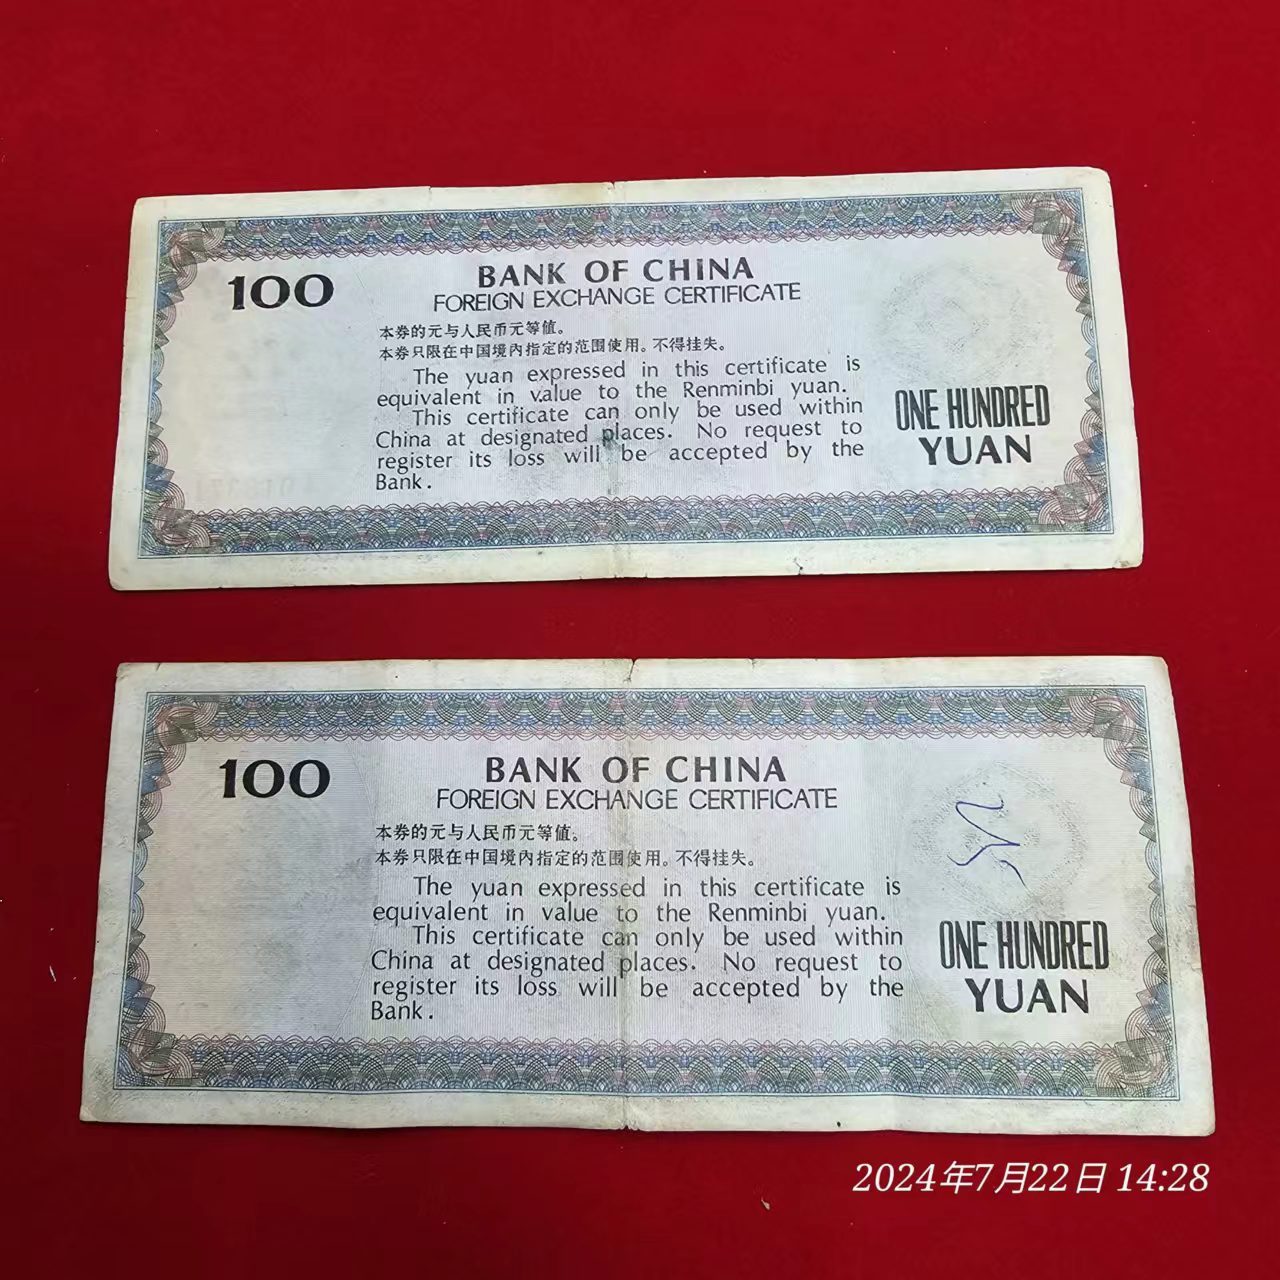 100
BANK OF CHINA
FOREIGN EXCHANGE CERTIFICATE
本券的元与人民币元等值。
本券只限在中国境内指定的范围使用。不得挂失。
The yuan expressed in this certificate is
equivalent in value to the Renminbi yuan.
This certificate can only be used within
China at designated places. No request to
register its loss will be accepted by the
Bank.
ONE HUNDRED
YUAN
100
BANK OF CHINA
FOREIGN EXCHANGE CERTIFICATE
本券的元与人民币元等值。
本券只限在中国境内指定的范围使用。不得挂失。
The yuan expressed in this certificate is
equivalent in value to the Renminbi yuan.
This certificate can only be used within
China at designated places. No request to
register its loss will be accepted by the
Bank.
ONE HUNDRED
YUAN
2024年7月22日 14:28